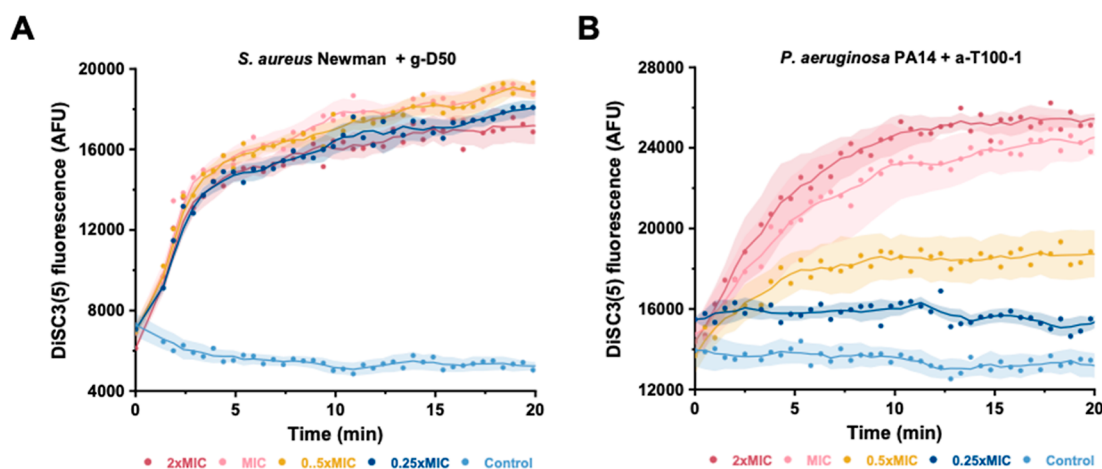 A
S. aureus Newman + g-D50
DiSC3(5) fluorescence (AFU)
20000
16000
12000
8000
4000
0
5
10
15
20
Time (min)
2xMIC
MIC
0..5xMIC
0.25xMIC
Control
B
P. aeruginosa PA14 + a-T100-1
DiSC3(5) fluorescence (AFU)
28000
24000
20000
16000
12000
0
5
10
15
20
Time (min)
2xMIC
MIC
0.5xMIC
0.25xMIC
Control